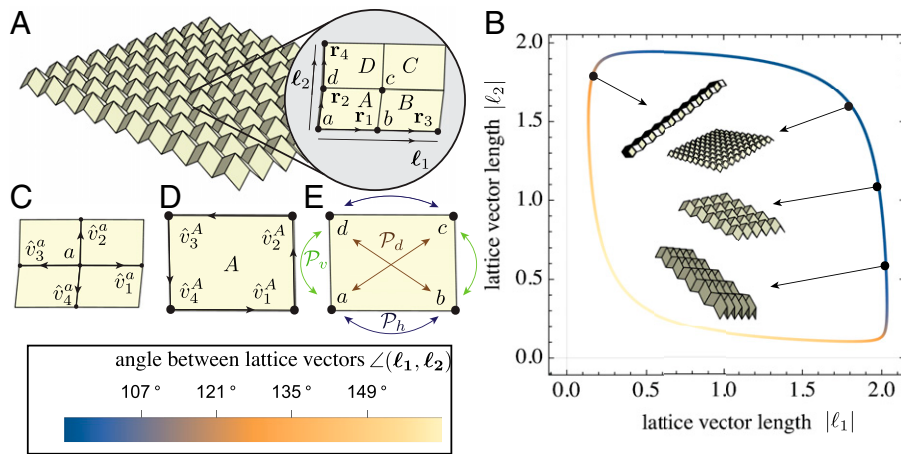 A
r₄
D
C
ℓ₂
d
c
r₂
A
B
r₁
r₃
a
b
ℓ₁
B
lattice vector length |ℓ₂|
2.0
1.5
1.0
0.5
0.0
0.0
0.5
1.0
1.5
2.0
lattice vector length |ℓ₁|
C
v̂₂ᵃ
v̂₃ᵃ
a
v̂₁ᵃ
v̂₄ᵃ
D
v̂₃ᴬ
v̂₂ᴬ
A
v̂₄ᴬ
v̂₁ᴬ
E
d
c
𝒫d
𝒫v
a
b
𝒫h
angle between lattice vectors ∠(ℓ₁, ℓ₂)
107° 121° 135° 149°